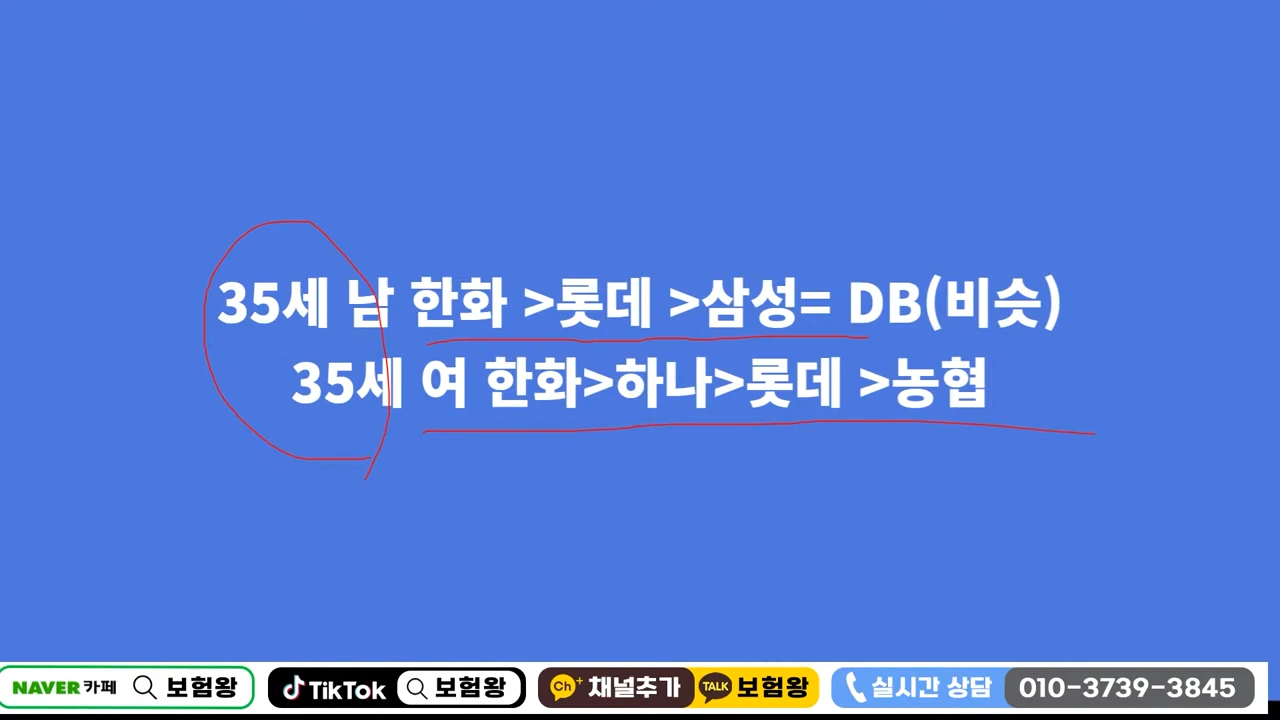 35세 남 한화 >롯데 >삼성= DB(비슷)
35세 여 한화>하나>롯데 >농협
NAVER 카페 보험왕 TikTok 보험왕 Ch+ 채널추가 TALK 보험왕 실시간 상담 010-3739-3845